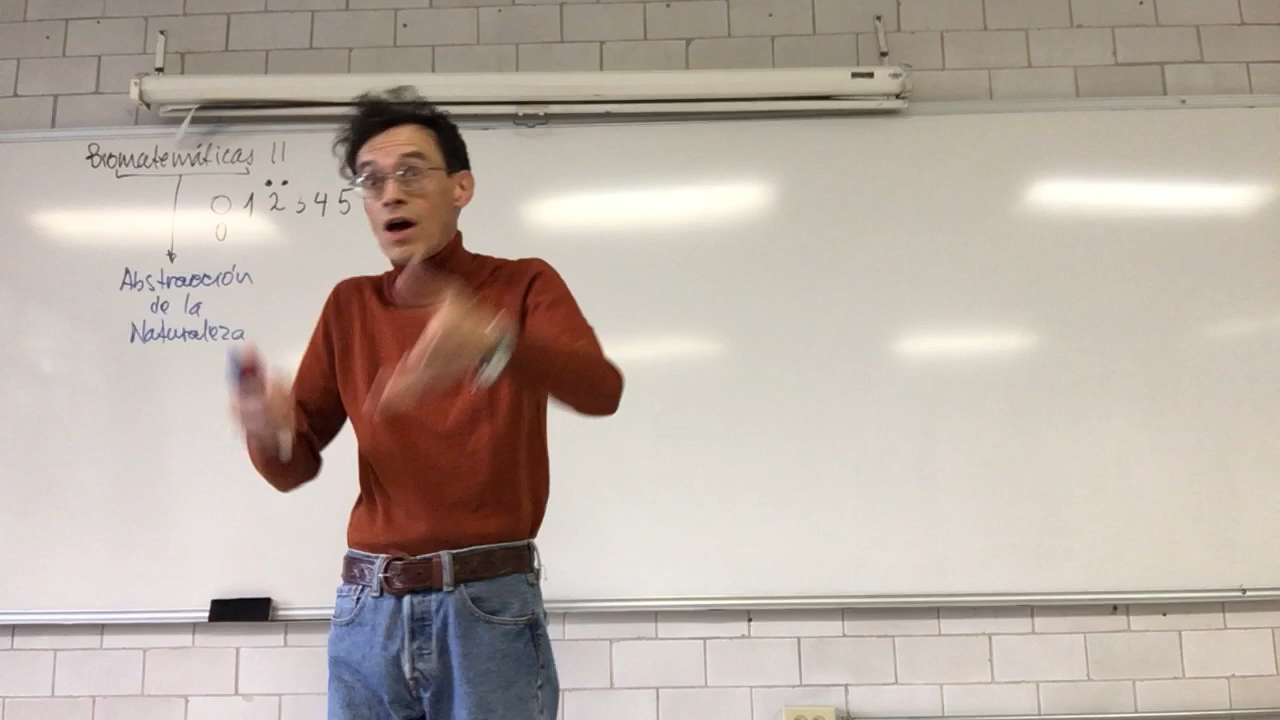 Biomatemáticas II
0 1 2 3 4 5
0
Abstracción
de la
Naturaleza